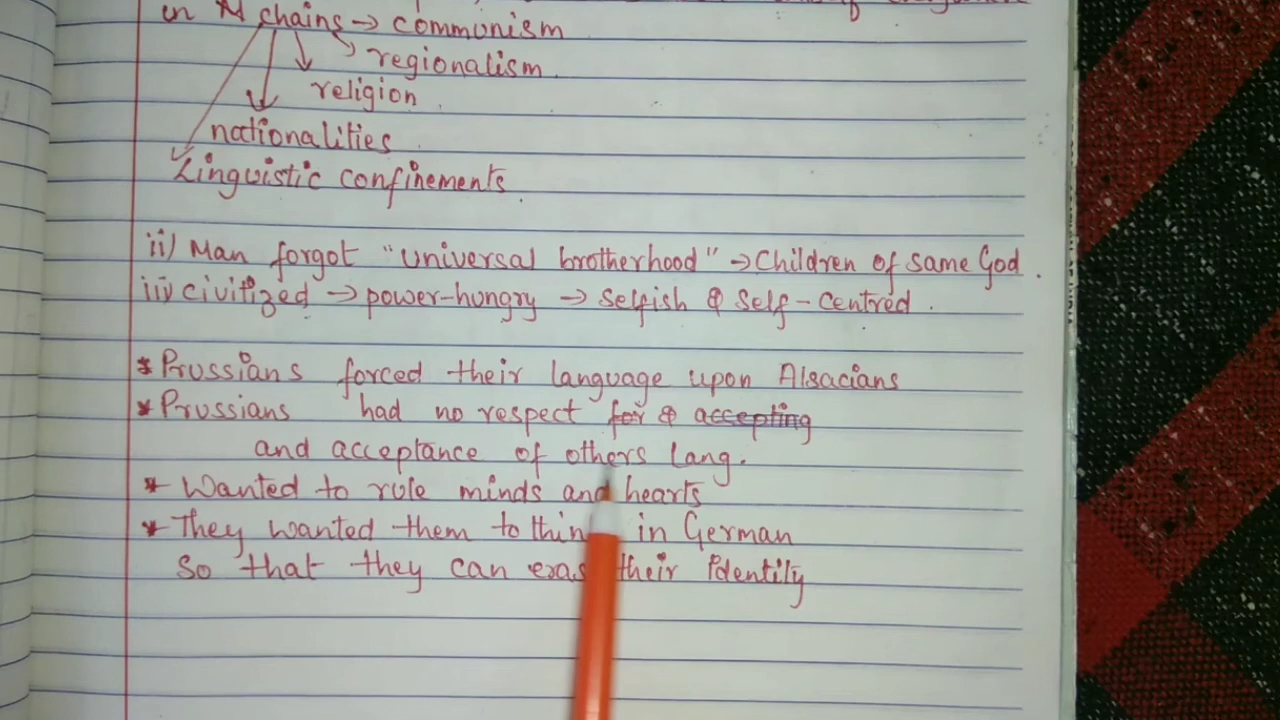 in chains → communism
regionalism
religion
nationalities
Linguistic confinements
ii) Man forgot "Universal brotherhood" → Children of same God.
iii) civilized → power-hungry → selfish & self-centred.
* Prussians forced their language upon Alsacians
* Prussians had no respect for & accepting
and acceptance of others lang.
* Wanted to rule minds and hearts
* They wanted them to thin in German
So that they can eras their identity